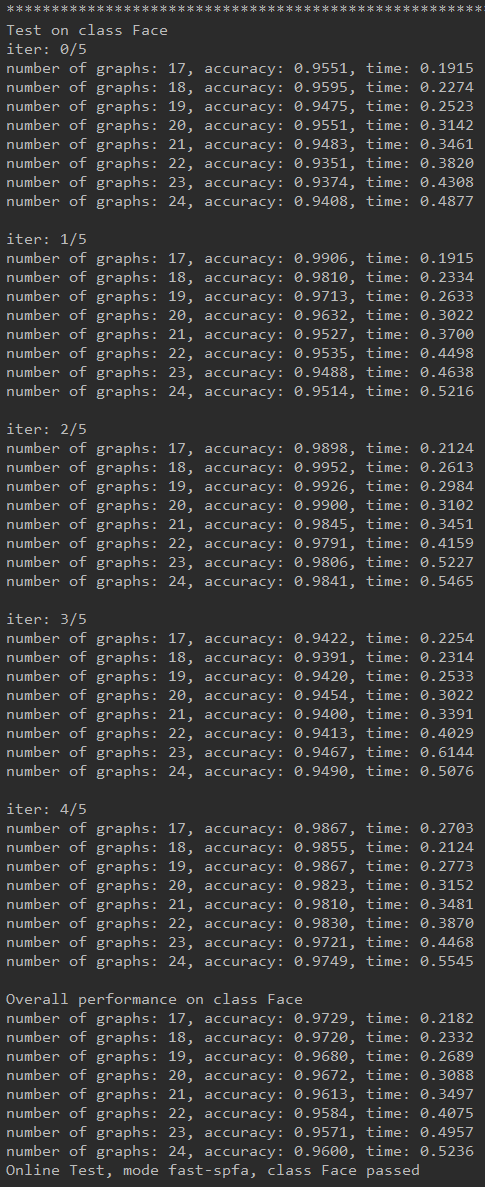 ******************************************************
Test on class Face
iter: 0/5
number of graphs: 17, accuracy: 0.9551, time: 0.1915
number of graphs: 18, accuracy: 0.9595, time: 0.2274
number of graphs: 19, accuracy: 0.9475, time: 0.2523
number of graphs: 20, accuracy: 0.9551, time: 0.3142
number of graphs: 21, accuracy: 0.9483, time: 0.3461
number of graphs: 22, accuracy: 0.9351, time: 0.3820
number of graphs: 23, accuracy: 0.9374, time: 0.4308
number of graphs: 24, accuracy: 0.9408, time: 0.4877
iter: 1/5
number of graphs: 17, accuracy: 0.9906, time: 0.1915
number of graphs: 18, accuracy: 0.9810, time: 0.2334
number of graphs: 19, accuracy: 0.9713, time: 0.2633
number of graphs: 20, accuracy: 0.9632, time: 0.3022
number of graphs: 21, accuracy: 0.9527, time: 0.3700
number of graphs: 22, accuracy: 0.9535, time: 0.4498
number of graphs: 23, accuracy: 0.9488, time: 0.4638
number of graphs: 24, accuracy: 0.9514, time: 0.5216
iter: 2/5
number of graphs: 17, accuracy: 0.9898, time: 0.2124
number of graphs: 18, accuracy: 0.9952, time: 0.2613
number of graphs: 19, accuracy: 0.9926, time: 0.2984
number of graphs: 20, accuracy: 0.9900, time: 0.3102
number of graphs: 21, accuracy: 0.9845, time: 0.3451
number of graphs: 22, accuracy: 0.9791, time: 0.4159
number of graphs: 23, accuracy: 0.9806, time: 0.5227
number of graphs: 24, accuracy: 0.9841, time: 0.5465
iter: 3/5
number of graphs: 17, accuracy: 0.9422, time: 0.2254
number of graphs: 18, accuracy: 0.9391, time: 0.2314
number of graphs: 19, accuracy: 0.9420, time: 0.2533
number of graphs: 20, accuracy: 0.9454, time: 0.3022
number of graphs: 21, accuracy: 0.9400, time: 0.3391
number of graphs: 22, accuracy: 0.9413, time: 0.4029
number of graphs: 23, accuracy: 0.9467, time: 0.6144
number of graphs: 24, accuracy: 0.9490, time: 0.5076
iter: 4/5
number of graphs: 17, accuracy: 0.9867, time: 0.2703
number of graphs: 18, accuracy: 0.9855, time: 0.2124
number of graphs: 19, accuracy: 0.9867, time: 0.2773
number of graphs: 20, accuracy: 0.9823, time: 0.3152
number of graphs: 21, accuracy: 0.9810, time: 0.3481
number of graphs: 22, accuracy: 0.9830, time: 0.3870
number of graphs: 23, accuracy: 0.9721, time: 0.4468
number of graphs: 24, accuracy: 0.9749, time: 0.5545
Overall performance on class Face
number of graphs: 17, accuracy: 0.9729, time: 0.2182
number of graphs: 18, accuracy: 0.9720, time: 0.2332
number of graphs: 19, accuracy: 0.9680, time: 0.2689
number of graphs: 20, accuracy: 0.9672, time: 0.3088
number of graphs: 21, accuracy: 0.9613, time: 0.3497
number of graphs: 22, accuracy: 0.9584, time: 0.4075
number of graphs: 23, accuracy: 0.9571, time: 0.4957
number of graphs: 24, accuracy: 0.9600, time: 0.5236
Online Test, mode fast-spfa, class Face passed